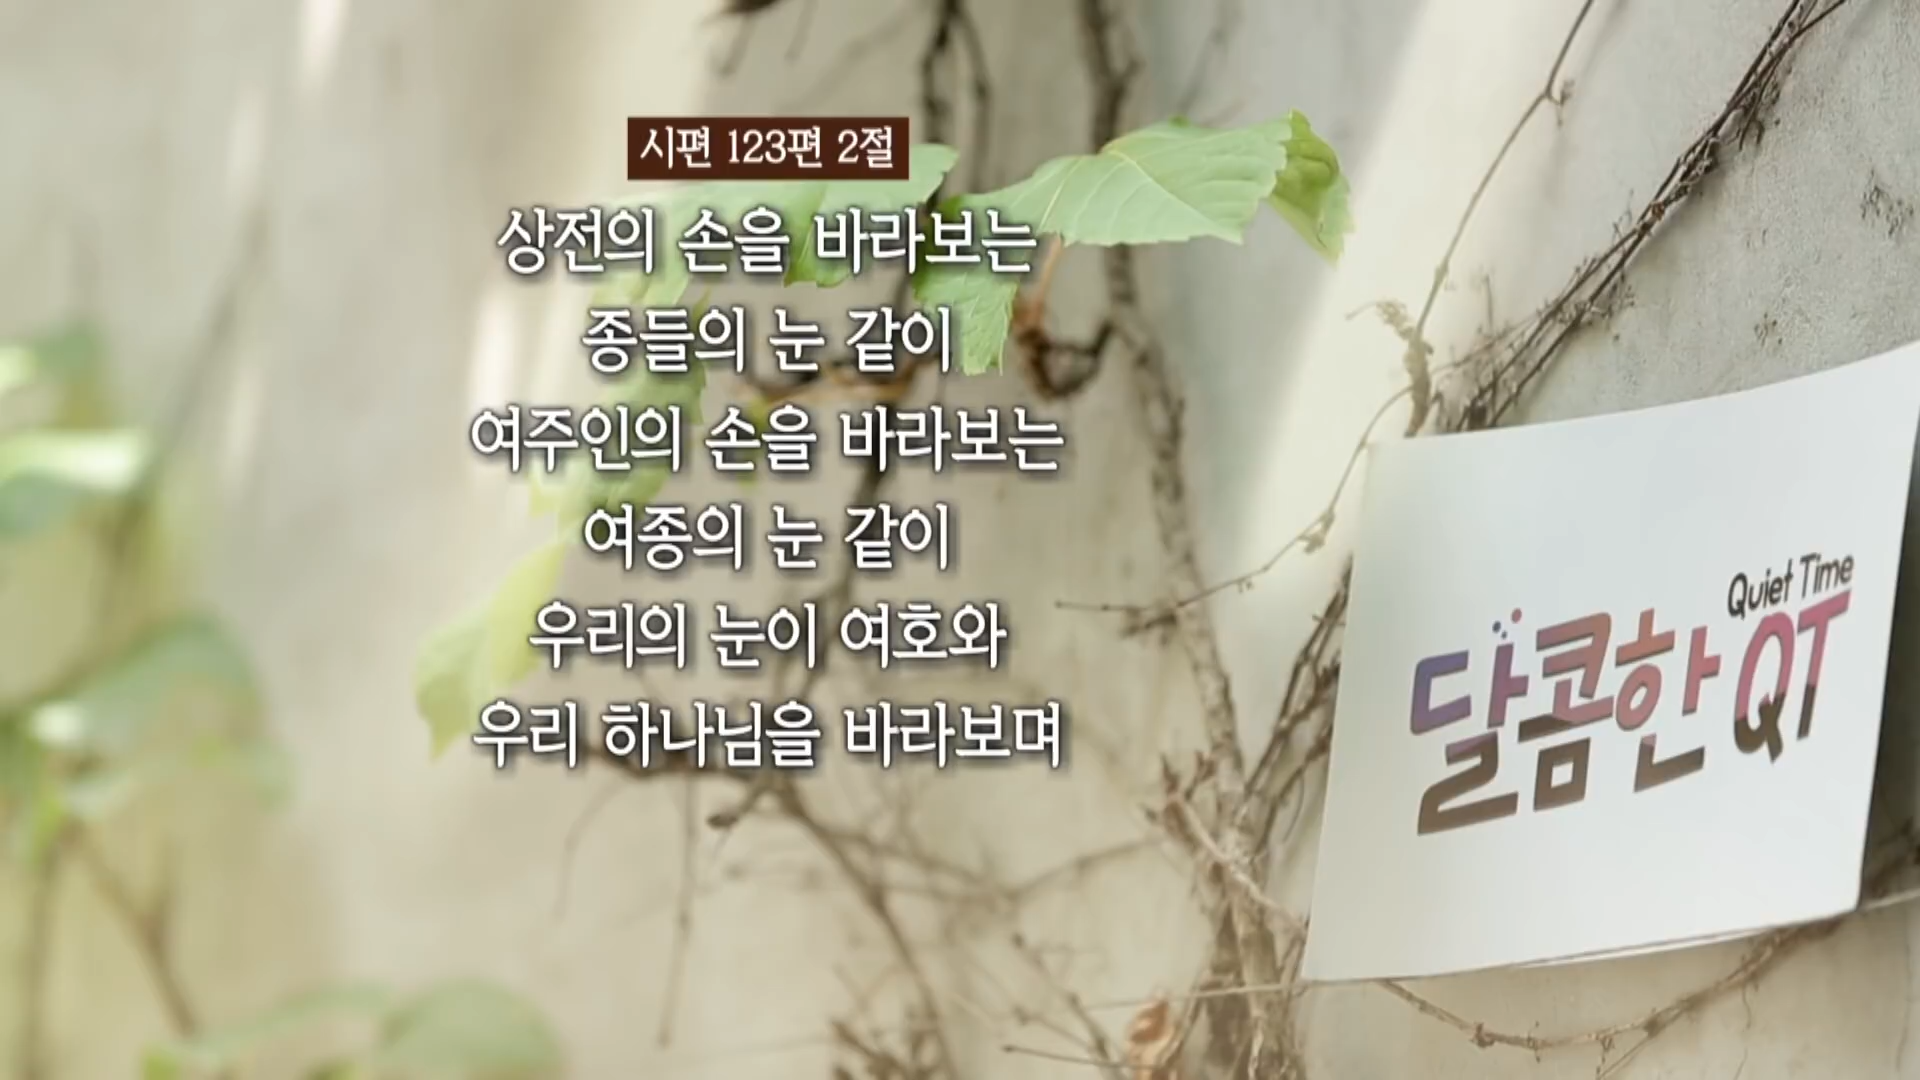 시편 123편 2절
상전의 손을 바라보는
종들의 눈 같이
여주인의 손을 바라보는
여종의 눈 같이
우리의 눈이 여호와
우리 하나님을 바라보며
Quiet Time
달콤한 QT